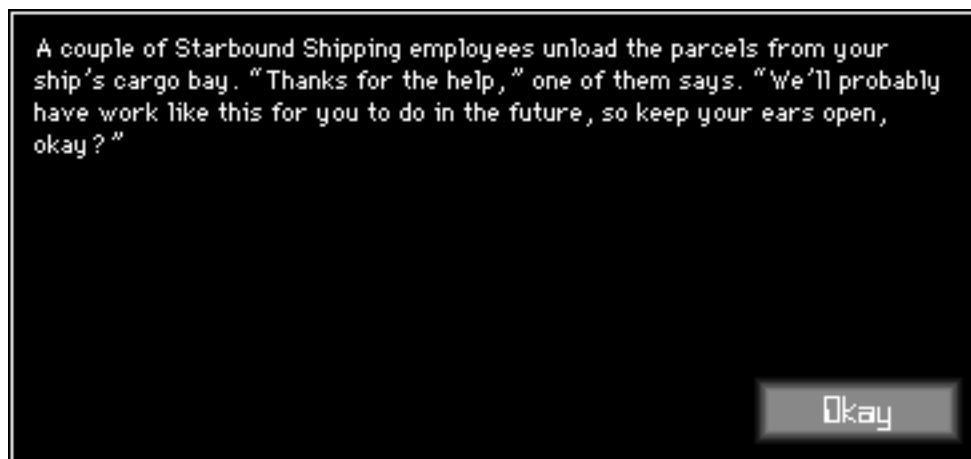 A couple of Starbound Shipping employees unload the parcels from your
ship's cargo bay. "Thanks for the help," one of them says. "We'll probably
have work like this for you to do in the future, so keep your ears open,
okay?"
Okay